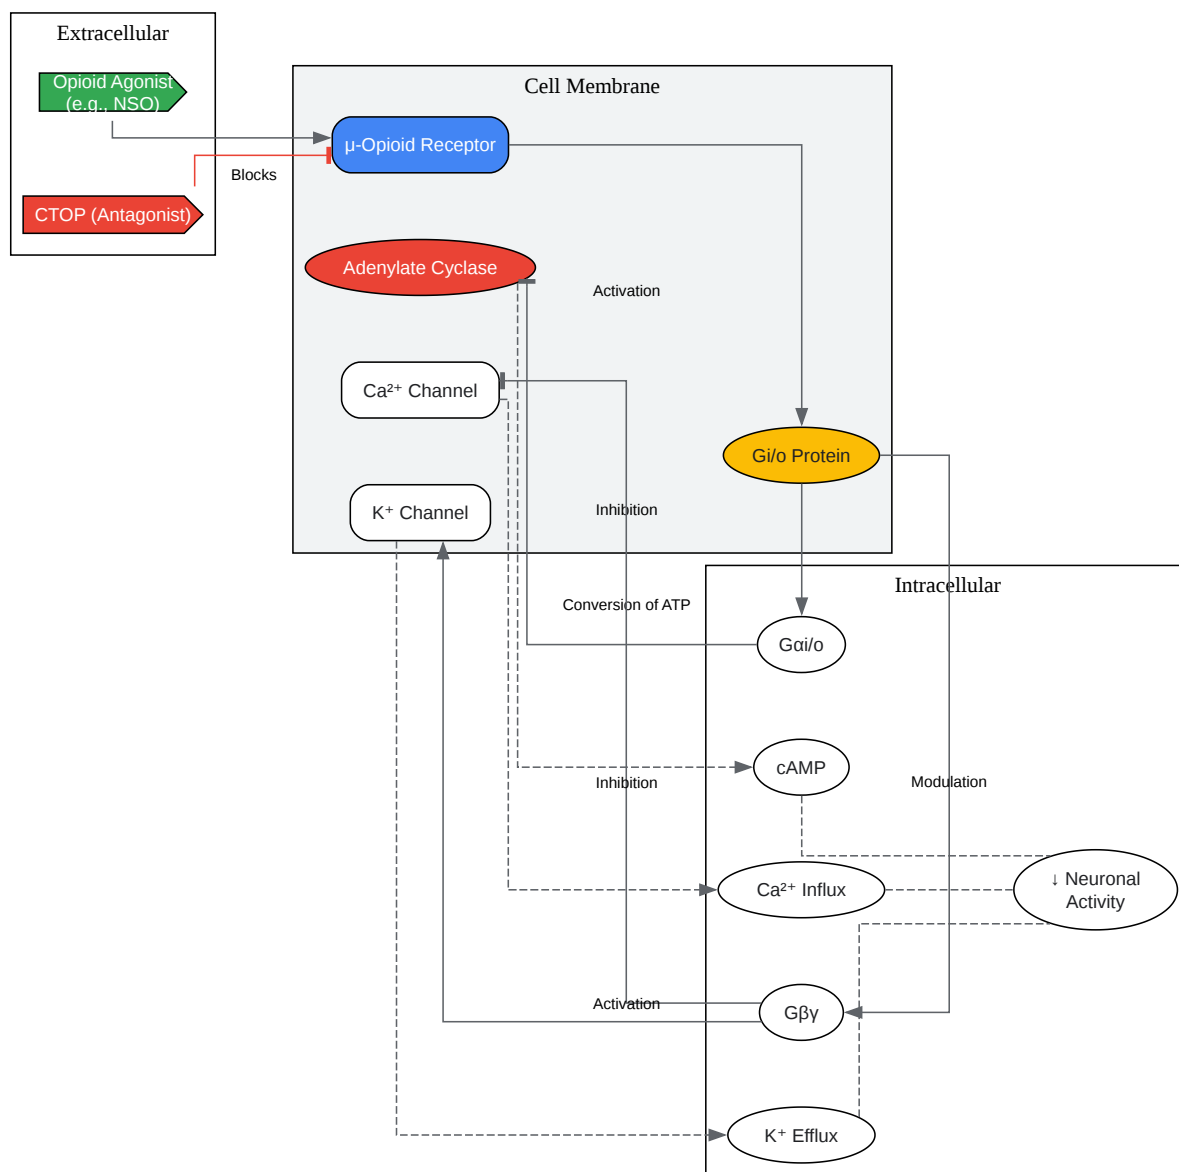 Extracellular
Opioid Agonist
(e.g., NSO)
CTOP (Antagonist)
Blocks
Cell Membrane
μ-Opioid Receptor
Adenylate Cyclase
Activation
Ca²⁺ Channel
Gi/o Protein
K⁺ Channel
Inhibition
Intracellular
Conversion of ATP
Gαi/o
cAMP
Inhibition
Modulation
Ca²⁺ Influx
↓ Neuronal
Activity
Activation
Gβγ
K⁺ Efflux